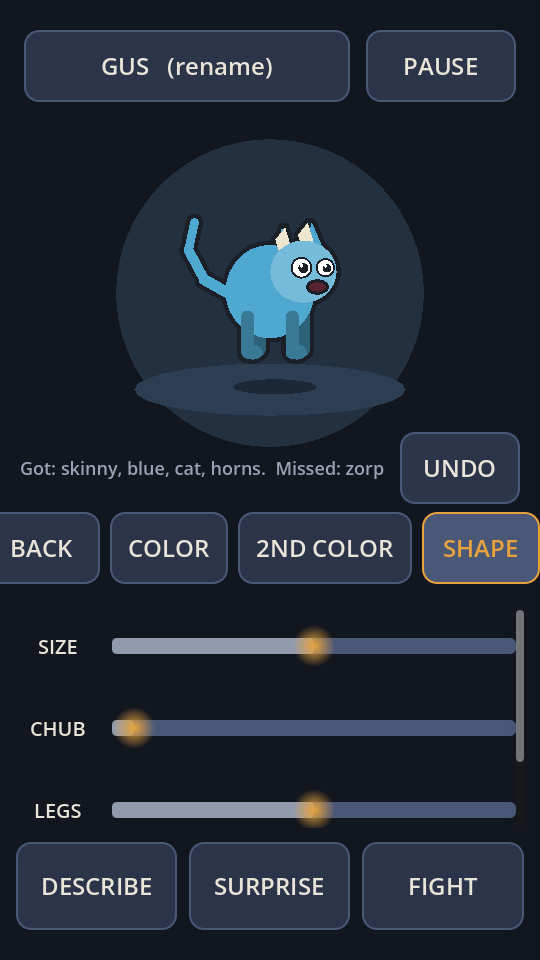 GUS (rename)
PAUSE
Got: skinny, blue, cat, horns. Missed: zorp
UNDO
BACK
COLOR
2ND COLOR
SHAPE
SIZE
CHUB
LEGS
DESCRIBE
SURPRISE
FIGHT